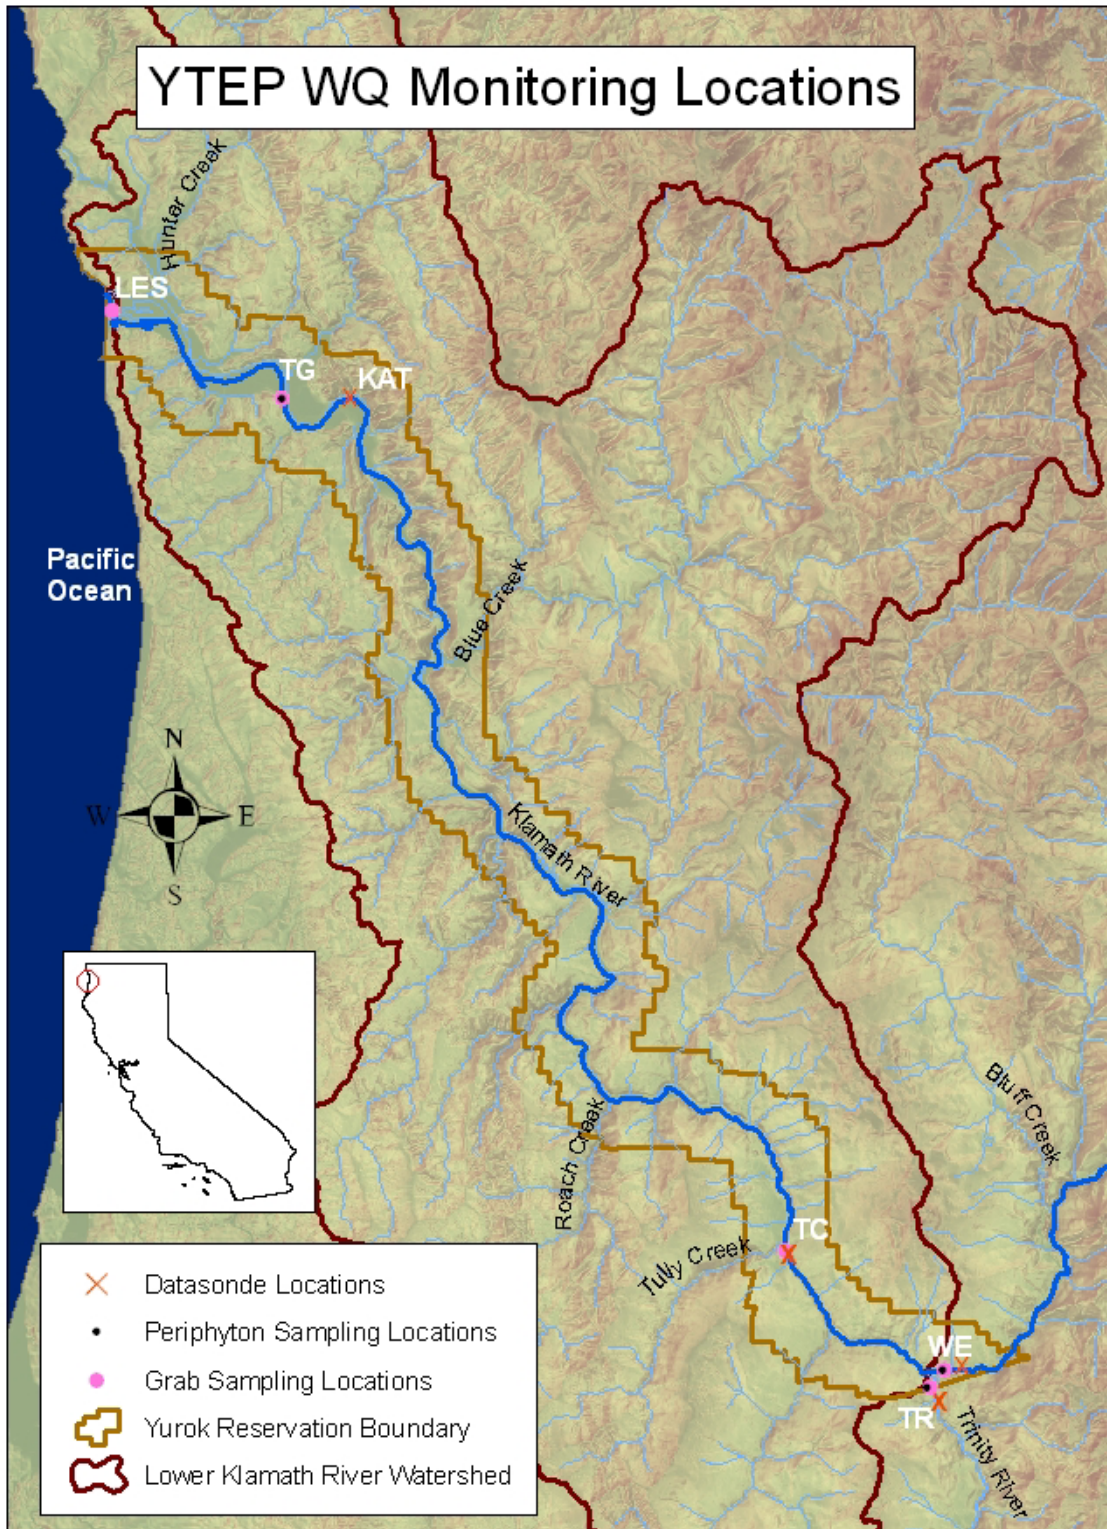 YTEP WQ Monitoring Locations
Hunter Creek
LES
TG
KAT
Pacific
Ocean
Blue Creek
N
W
E
S
Klamath River
Bluff Creek
Roach Creek
TC
Tully Creek
WE
TR
Trinity River
Datasonde Locations
Periphyton Sampling Locations
Grab Sampling Locations
Yurok Reservation Boundary
Lower Klamath River Watershed